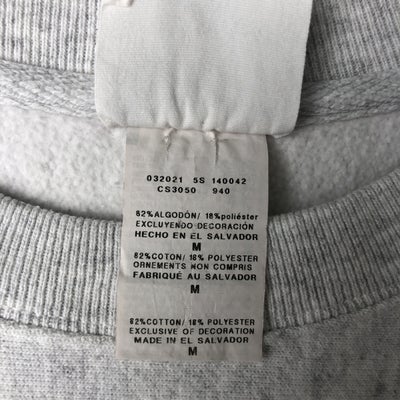 032021 5S 140042
CS3050 940
82%ALGODÓN/ 18%poliéster
EXCLUYENDO DECORACIÓN
HECHO EN EL SALVADOR
M
82%COTON/ 18% POLYESTER
ORNEMENTS NON COMPRIS
FABRIQUÉ AU SALVADOR
M
82%COTTON/ 18% POLYESTER
EXCLUSIVE OF DECORATION
MADE IN EL SALVADOR
M